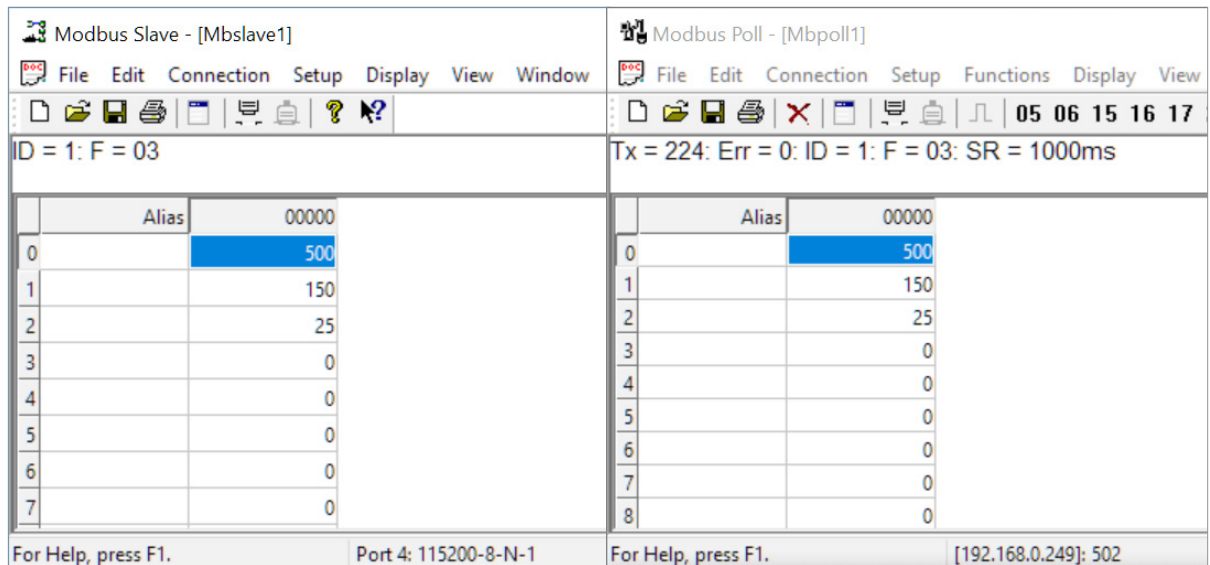 Modbus Slave - [Mbslave1]
File Edit Connection Setup Display View Window
ID = 1: F = 03
Alias 00000
0 500
1 150
2 25
3 0
4 0
5 0
6 0
7 0
For Help, press F1. Port 4: 115200-8-N-1
Modbus Poll - [Mbpoll1]
File Edit Connection Setup Functions Display View
05 06 15 16 17
Tx = 224: Err = 0: ID = 1: F = 03: SR = 1000ms
Alias 00000
0 500
1 150
2 25
3 0
4 0
5 0
6 0
7 0
8 0
For Help, press F1. [192.168.0.249]: 502